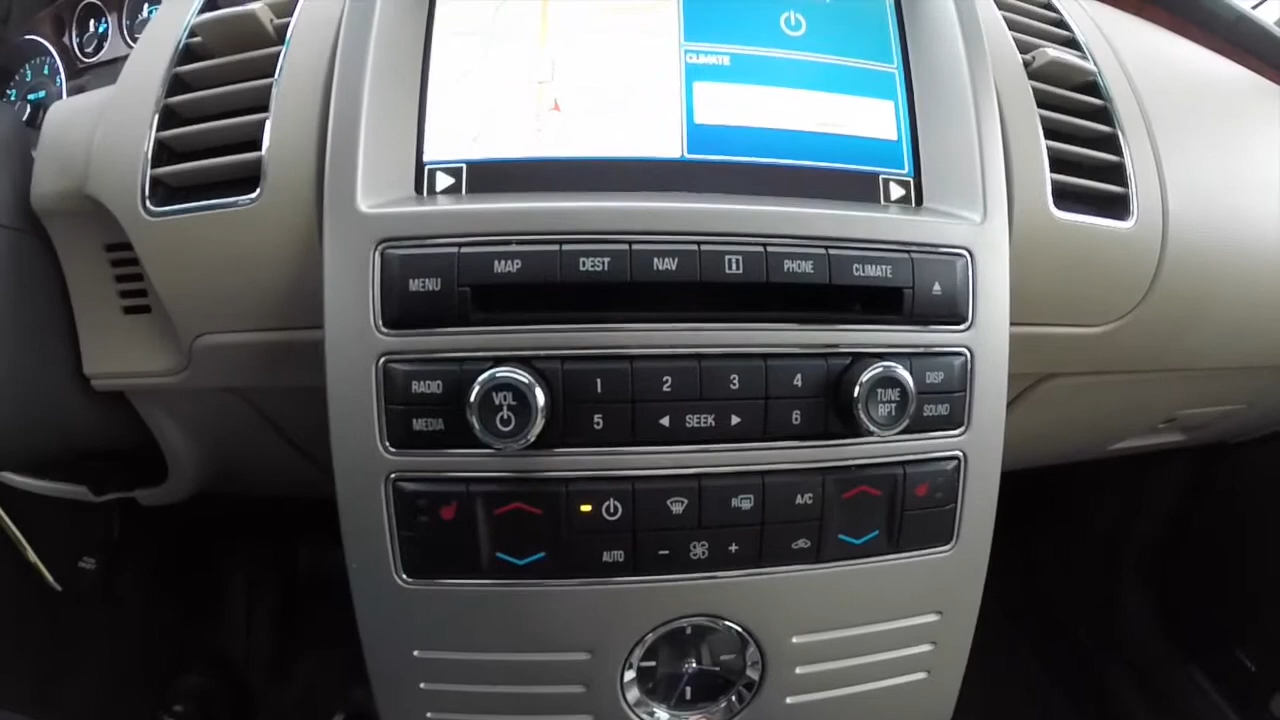 CLIMATE
MENU
MAP
DEST
NAV
i
PHONE
CLIMATE
RADIO
MEDIA
VOL
1
2
3
4
5
SEEK
6
TUNE
RPT
DISP
SOUND
R
A/C
AUTO
− +